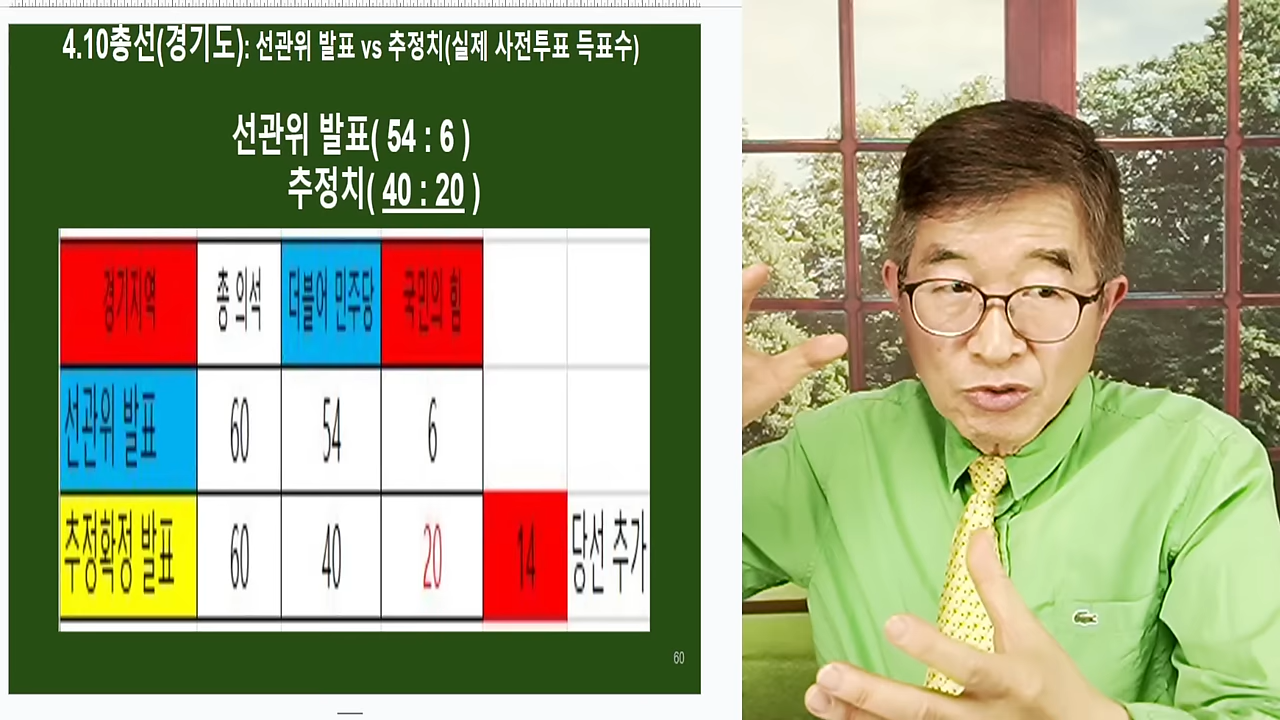 4.10총선(경기도): 선관위 발표 vs 추정치(실제 사전투표 득표수)
선관위 발표( 54 : 6 )
추정치( 40 : 20 )
경기지역 총 의석 더블어 민주당 국민의 힘
선관위 발표 60 54 6
추정확정 발표 60 40 20 14 당선 추가
60